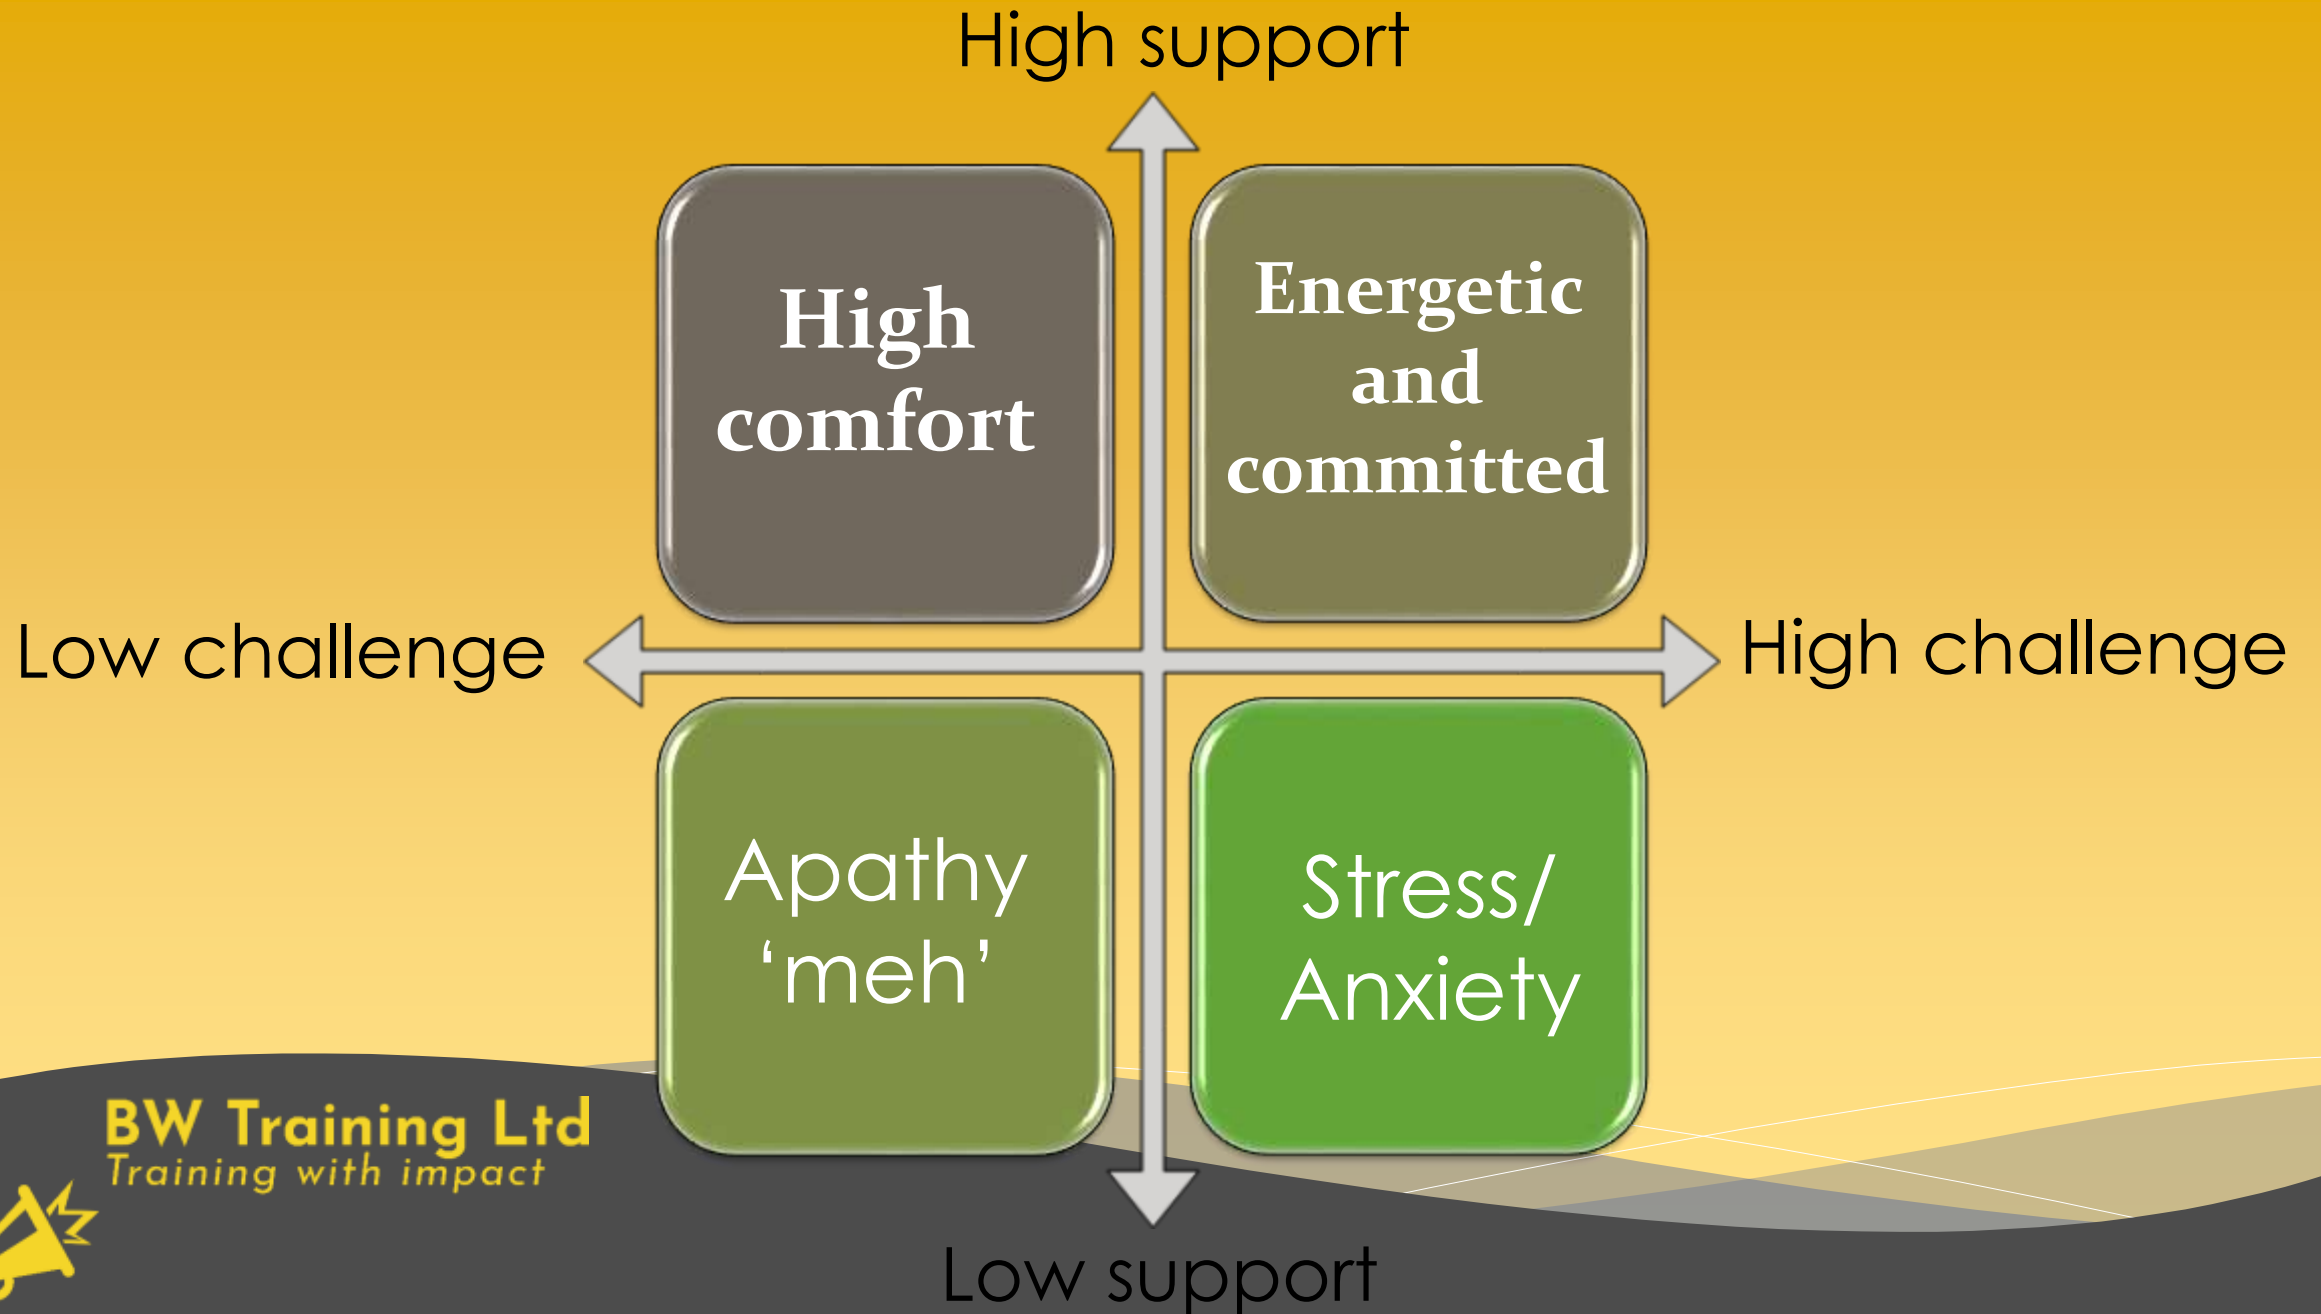 High support
High
comfort
Energetic
and
committed
Low challenge
High challenge
Apathy
‘meh’
Stress/
Anxiety
BW Training Ltd
Training with impact
Low support